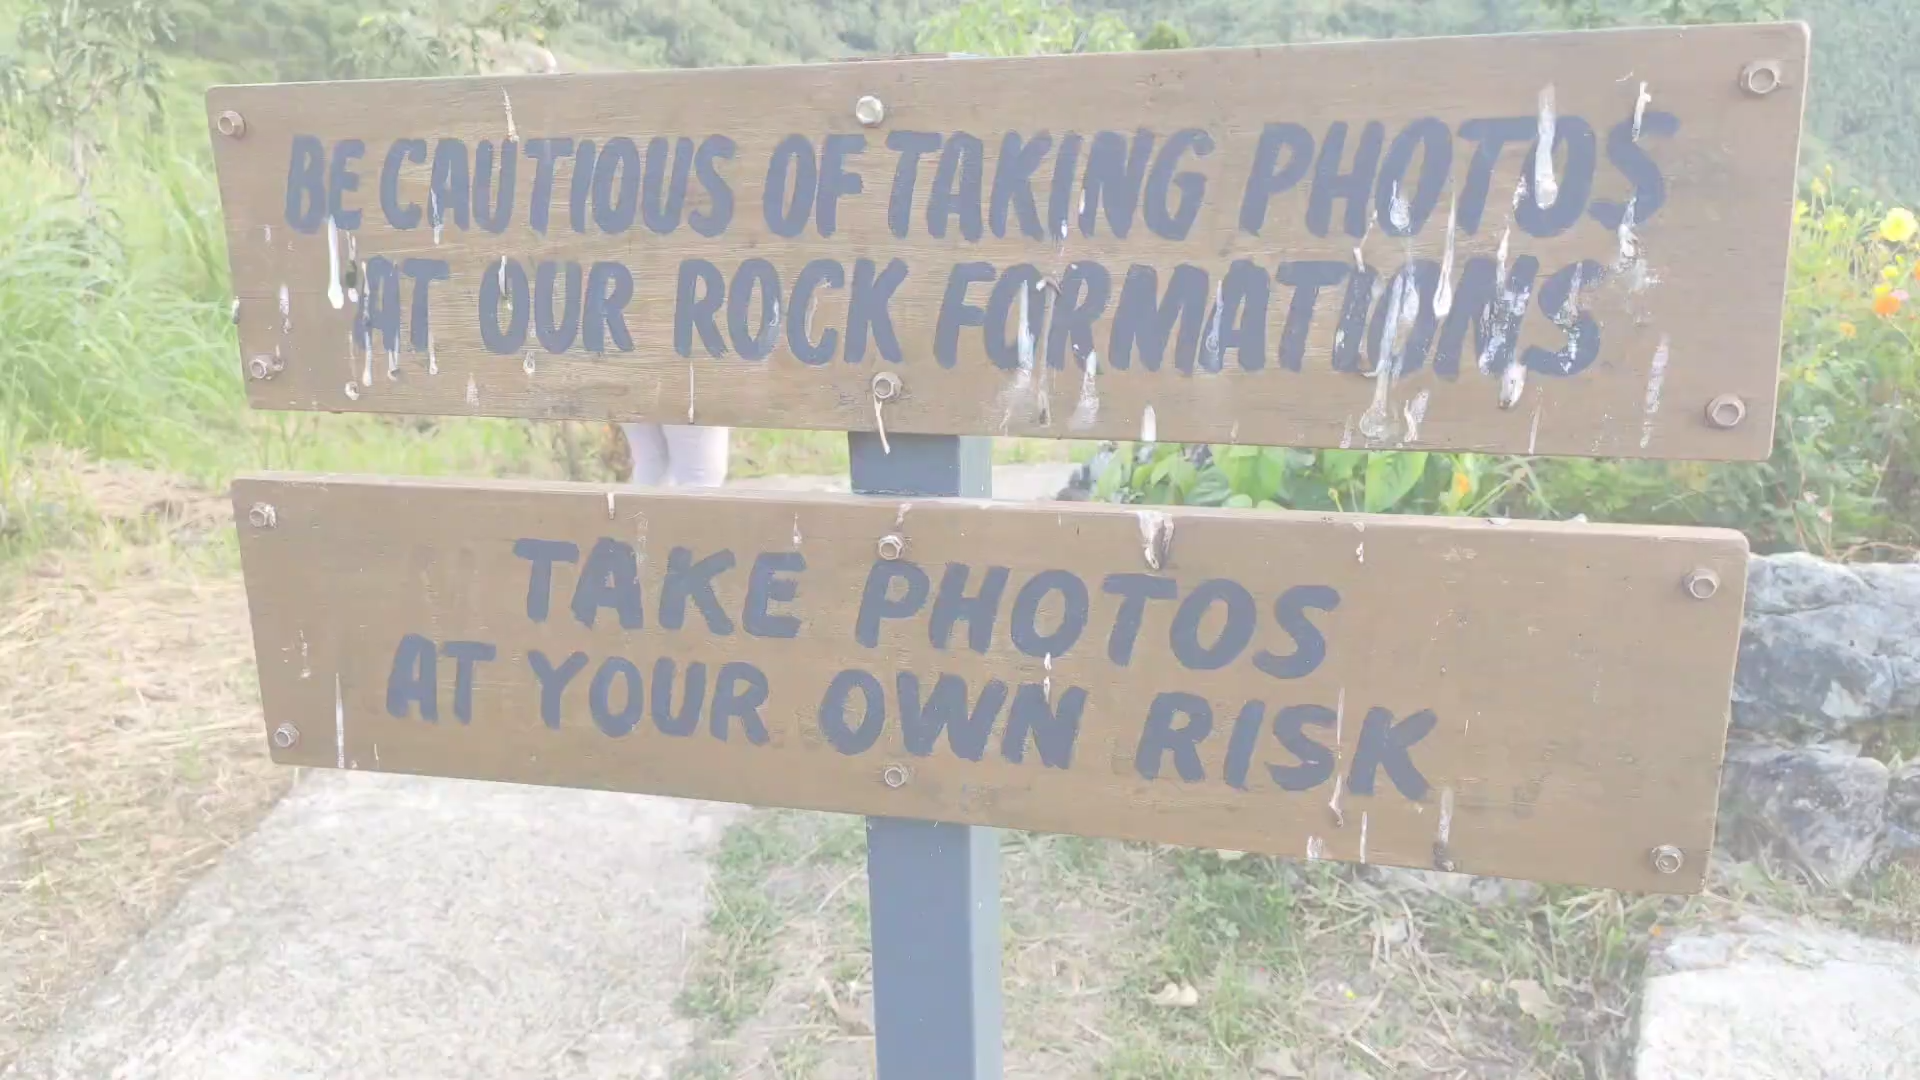 BE CAUTIOUS OF TAKING PHOTOS
AT OUR ROCK FORMATIONS
TAKE PHOTOS
AT YOUR OWN RISK